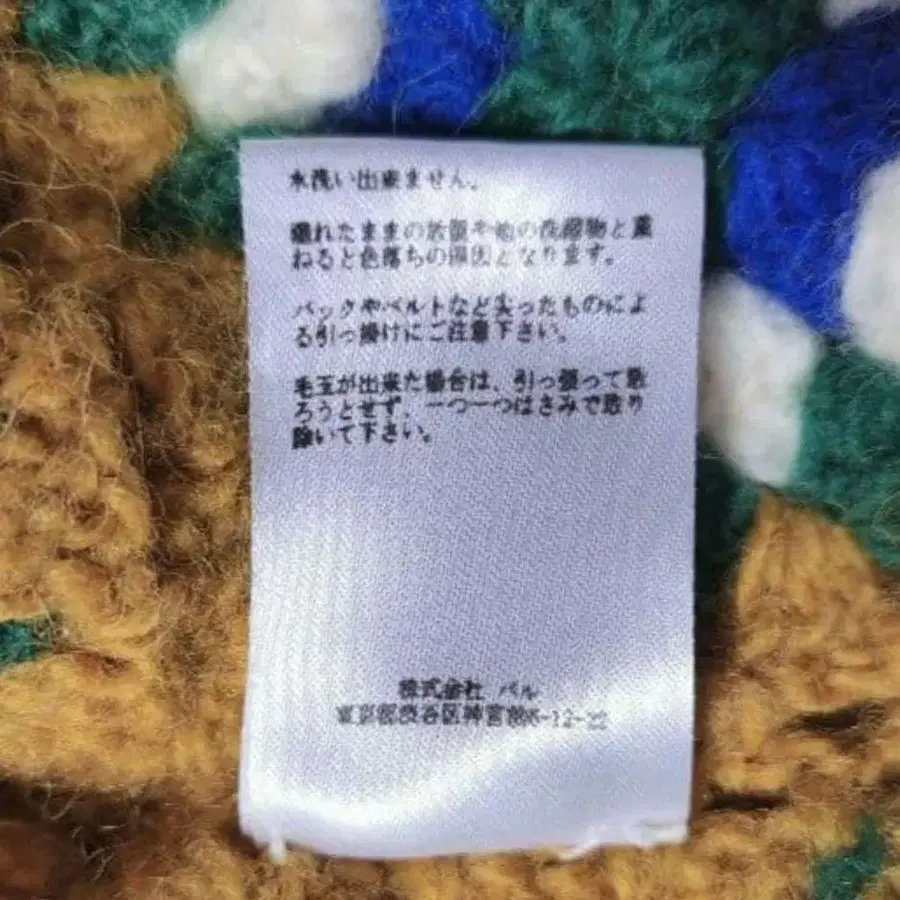 水洗い出来ません。
濡れたままの放置や他の洗濯物と重
ねると色落ちの原因となります。
バックやベルトなど尖ったものによ
る引っ掛けにご注意下さい。
毛玉が出来た場合は、引っ張って取
ろうとせず、一つ一つはさみで取り
除いて下さい。
株式会社 パル
東京都渋谷区神宮前6-12-22